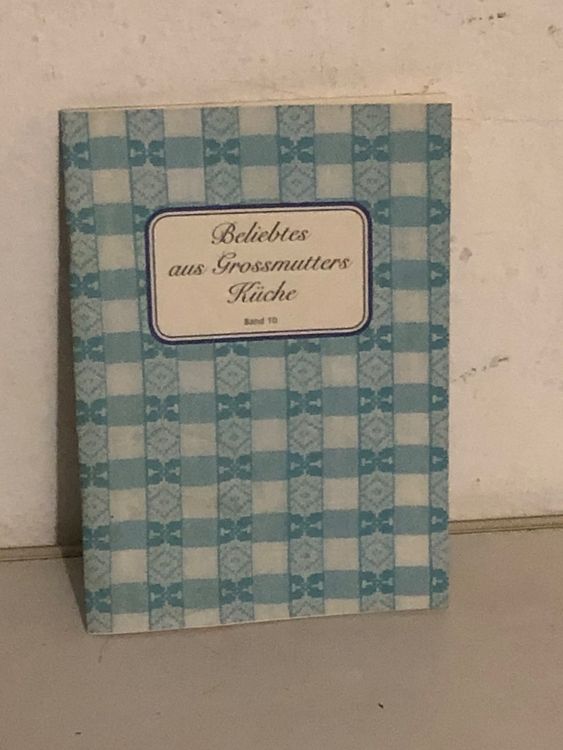 Beliebtes
aus Grossmutters
Küche
Band 10